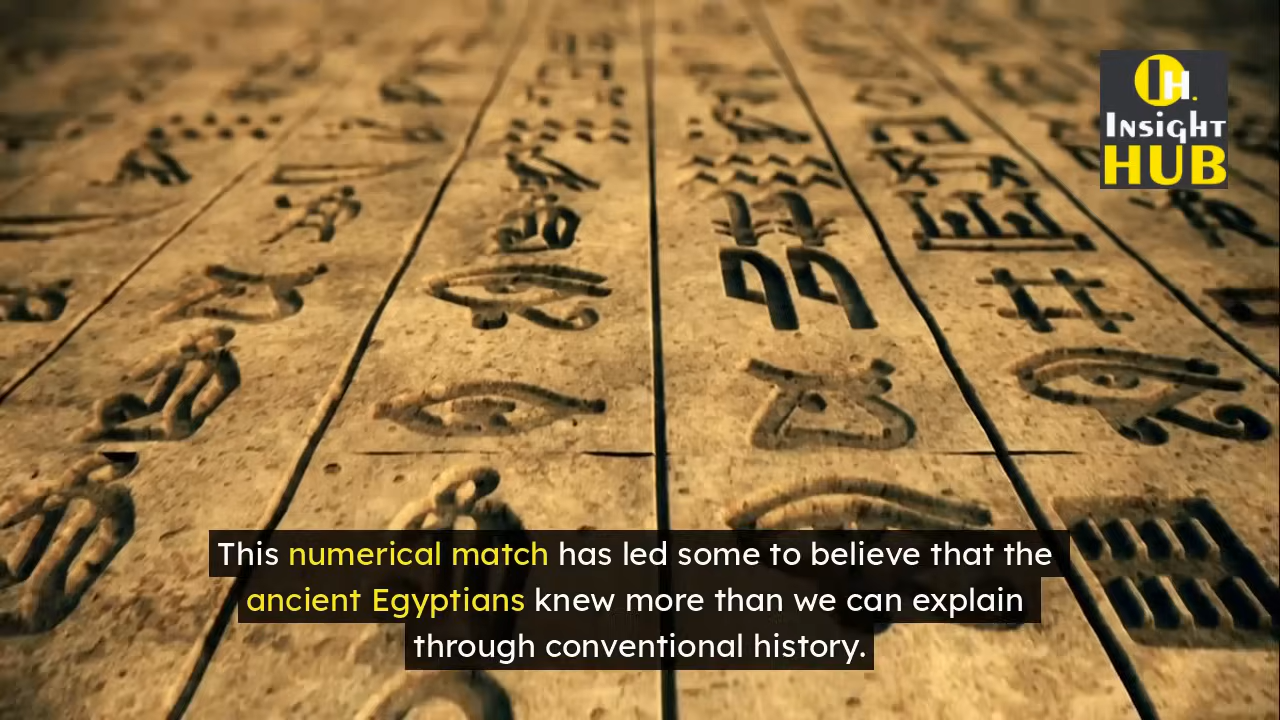 IH.
Insight
HUB
This numerical match has led some to believe that the
ancient Egyptians knew more than we can explain
through conventional history.